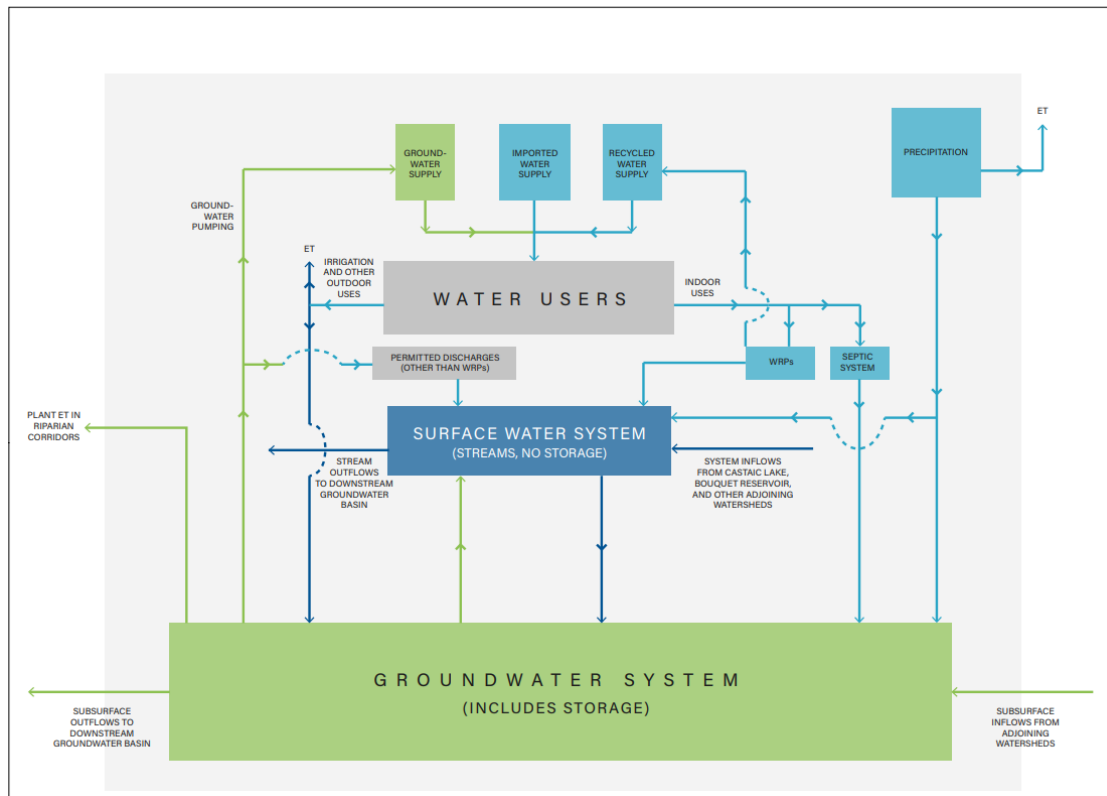 GROUND-
WATER
SUPPLY
IMPORTED
WATER
SUPPLY
RECYCLED
WATER
SUPPLY
PRECIPITATION
ET
GROUND-
WATER
PUMPING
ET
IRRIGATION
AND OTHER
OUTDOOR
USES
WATER USERS
INDOOR
USES
PERMITTED DISCHARGES
(OTHER THAN WRPs)
WRPs
SEPTIC
SYSTEM
PLANT ET IN
RIPARIAN
CORRIDORS
SURFACE WATER SYSTEM
(STREAMS, NO STORAGE)
STREAM
OUTFLOWS
TO DOWNSTREAM
GROUNDWATER
BASIN
SYSTEM INFLOWS
FROM CASTAIC LAKE,
BOUQUET RESERVOIR,
AND OTHER ADJOINING
WATERSHEDS
GROUNDWATER SYSTEM
(INCLUDES STORAGE)
SUBSURFACE
OUTFLOWS TO
DOWNSTREAM
GROUNDWATER BASIN
SUBSURFACE
INFLOWS FROM
ADJOINING
WATERSHEDS